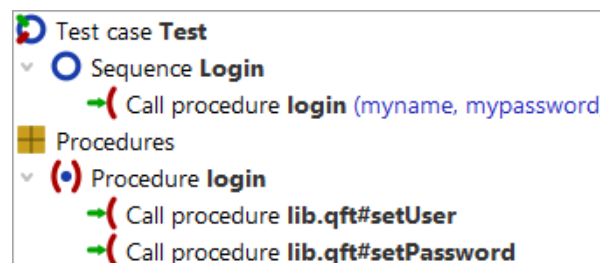 Test case Test
Sequence Login
Call procedure login (myname, mypassword
Procedures
Procedure login
Call procedure lib.qft#setUser
Call procedure lib.qft#setPassword